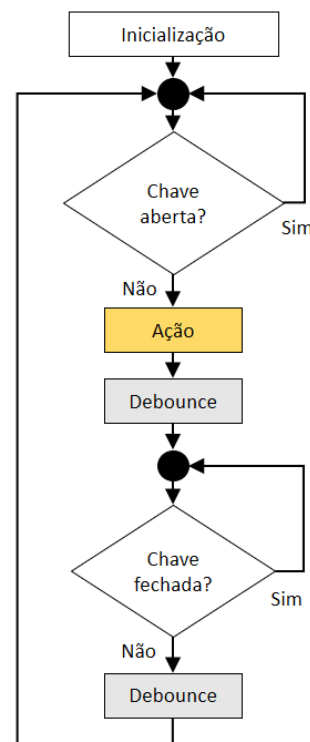 Inicialização
Chave
aberta?
Sim
Não
Ação
Debounce
Chave
fechada?
Sim
Não
Debounce